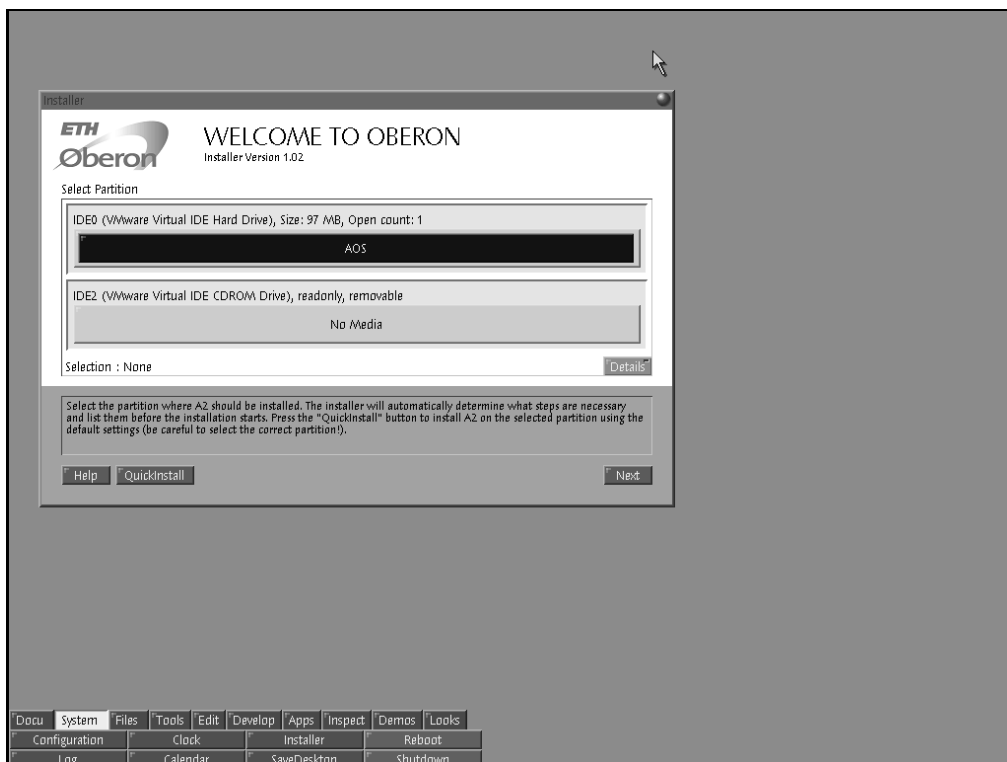 Installer
ETH
Oberon
WELCOME TO OBERON
Installer Version 1.02
Select Partition
IDE0 (VMware Virtual IDE Hard Drive), Size: 97 MB, Open count: 1
AOS
IDE2 (VMware Virtual IDE CDROM Drive), readonly, removable
No Media
Selection : None
Details
Select the partition where A2 should be installed. The installer will automatically determine what steps are necessary
and list them before the installation starts. Press the "QuickInstall" button to install A2 on the selected partition using the
default settings (be careful to select the correct partition!).
Help QuickInstall Next
Docu System Files Tools Edit Develop Apps Inspect Demos Looks
Configuration Clock Installer Reboot
Log Calendar SaveDesktop Shutdown